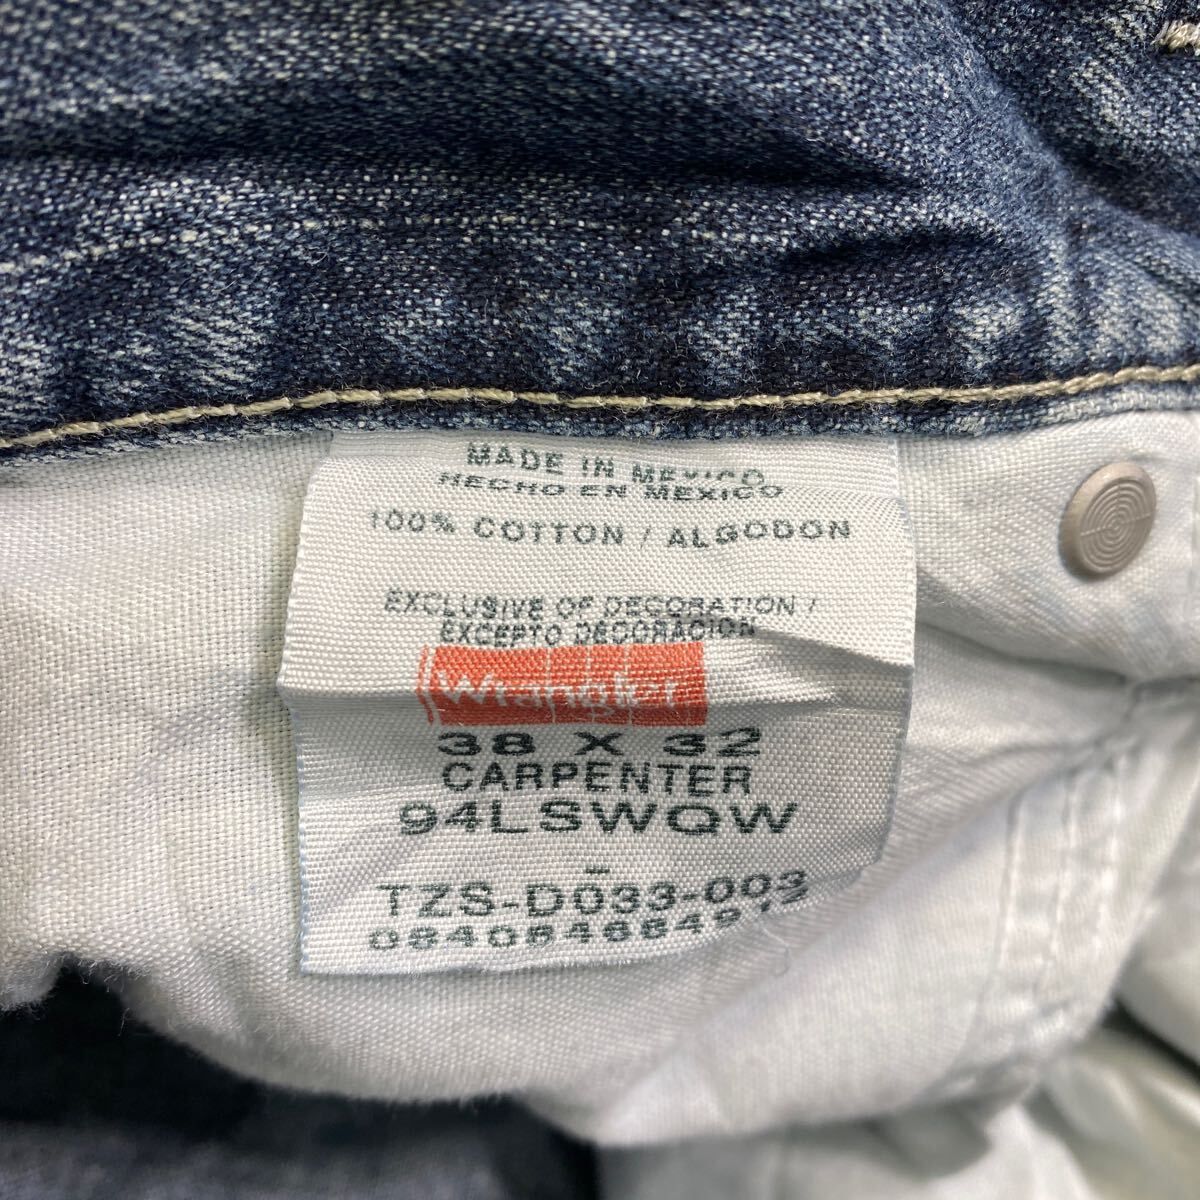 MADE IN MEXICO
HECHO EN MEXICO
100% COTTON / ALGODON
EXCLUSIVE OF DECORATION /
EXCEPTO DECORACION
Wrangler
38 X 32
CARPENTER
94LSWQW
-
TZS-D033-003